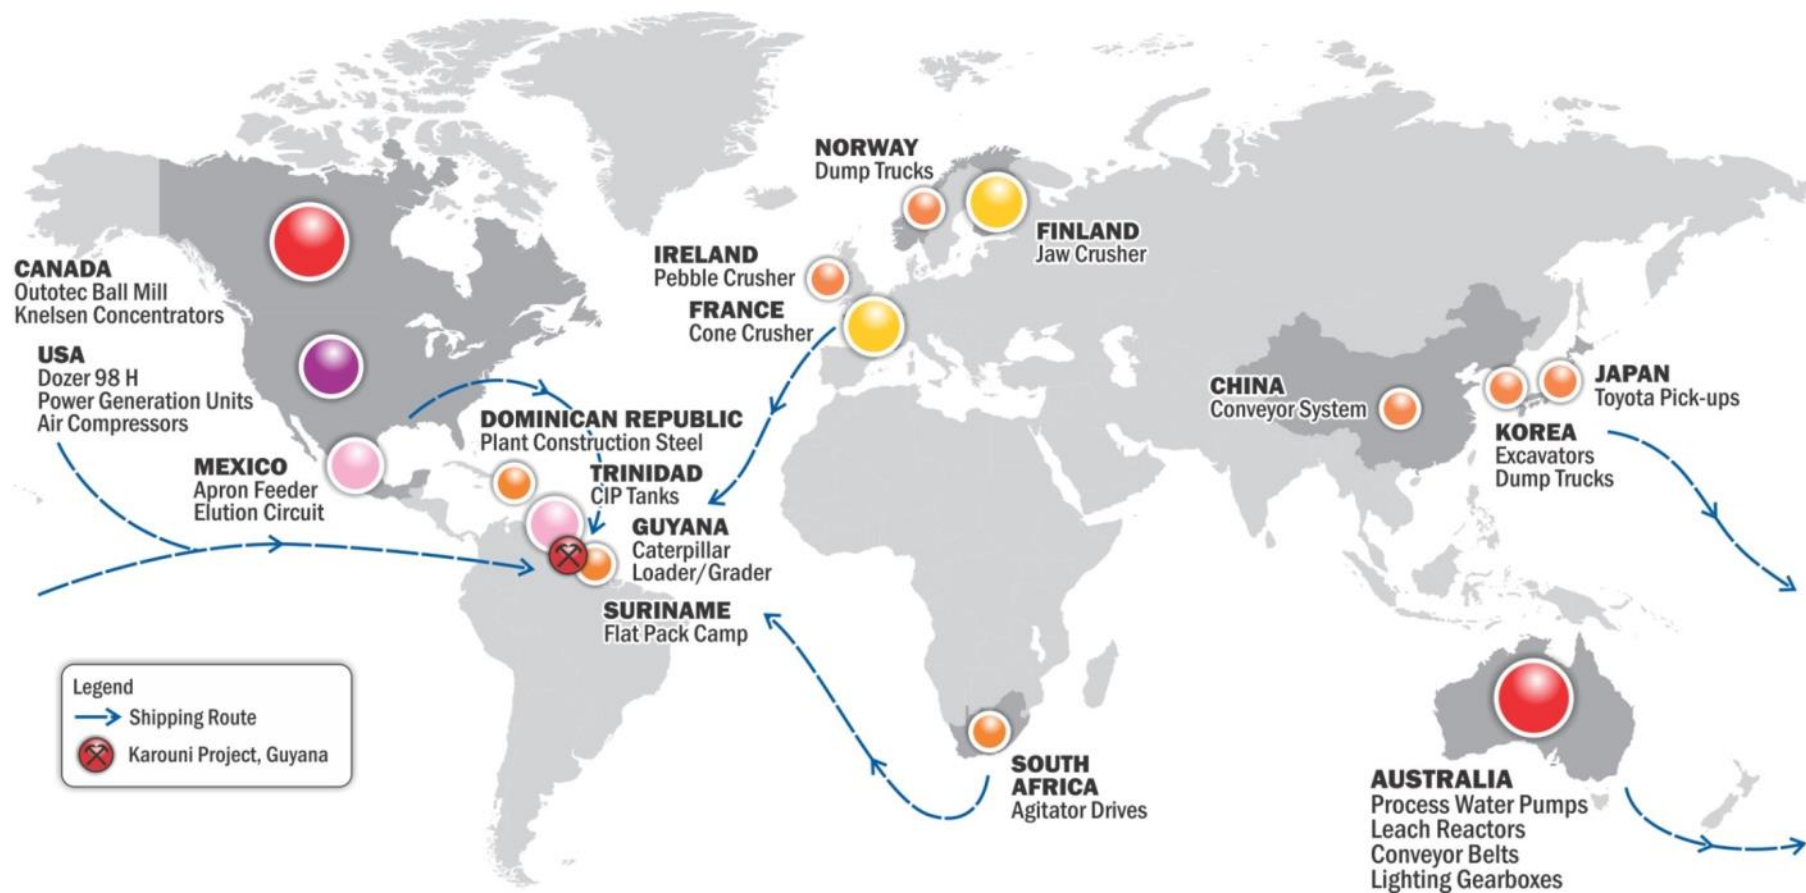 NORWAY
Dump Trucks
FINLAND
Jaw Crusher
IRELAND
Pebble Crusher
FRANCE
Cone Crusher
CANADA
Outotec Ball Mill
Knelsen Concentrators
USA
Dozer 98 H
Power Generation Units
Air Compressors
MEXICO
Apron Feeder
Elution Circuit
DOMINICAN REPUBLIC
Plant Construction Steel
TRINIDAD
CIP Tanks
GUYANA
Caterpillar
Loader/Grader
SURINAME
Flat Pack Camp
CHINA
Conveyor System
JAPAN
Toyota Pick-ups
KOREA
Excavators
Dump Trucks
SOUTH
AFRICA
Agitator Drives
AUSTRALIA
Process Water Pumps
Leach Reactors
Conveyor Belts
Lighting Gearboxes
Legend
Shipping Route
Karouni Project, Guyana